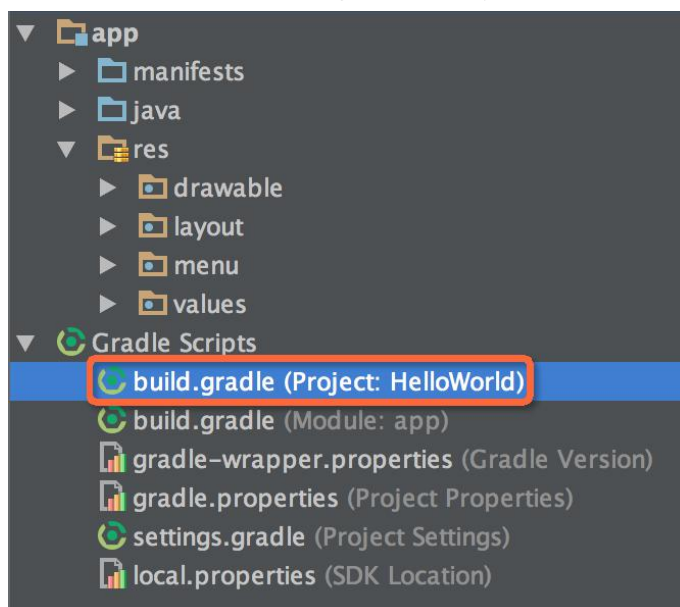 app
manifests
java
res
drawable
layout
menu
values
Gradle Scripts
build.gradle (Project: HelloWorld)
build.gradle (Module: app)
gradle-wrapper.properties (Gradle Version)
gradle.properties (Project Properties)
settings.gradle (Project Settings)
local.properties (SDK Location)